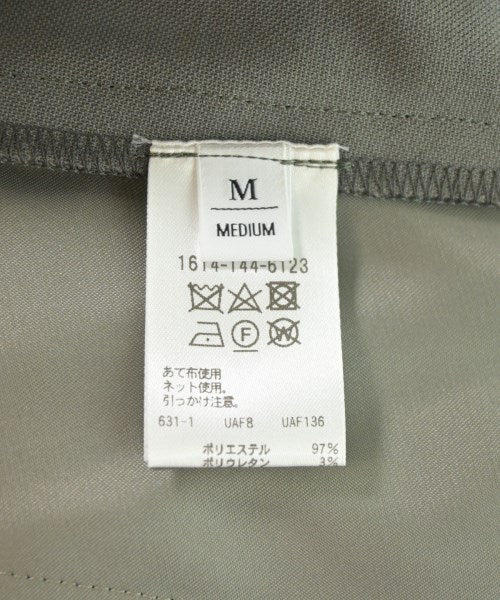 M
MEDIUM
1614-144-6123
あて布使用
ネット使用。
引っかけ注意。
631-1 UAF8 UAF136
ポリエステル 97%
ポリウレタン 3%